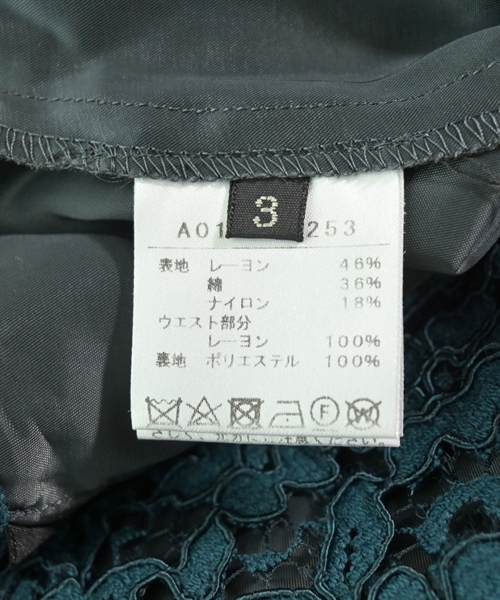 3
A01 253
表地 レーヨン 46%
綿 36%
ナイロン 18%
ウエスト部分
レーヨン 100%
裏地 ポリエステル 100%
F W